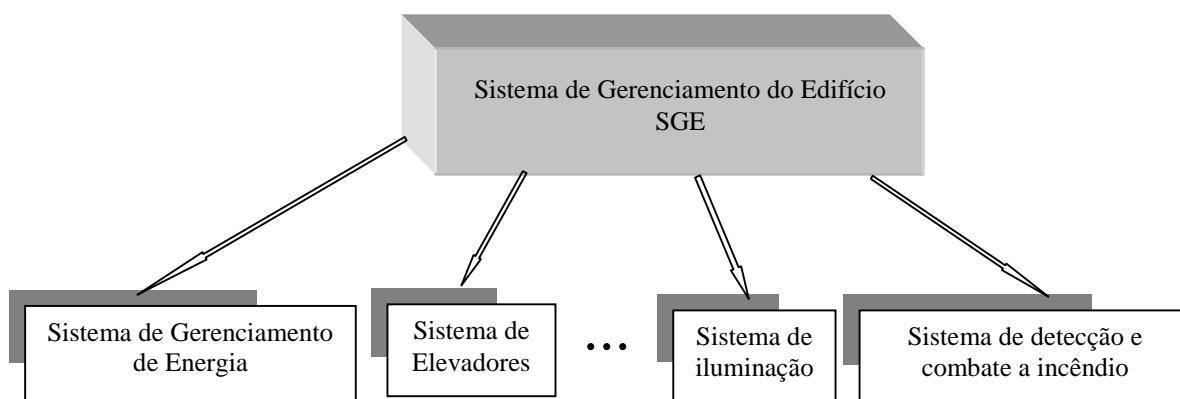 Sistema de Gerenciamento do Edifício
SGE
Sistema de Gerenciamento
de Energia
Sistema de
Elevadores
...
Sistema de
iluminação
Sistema de detecção e
combate a incêndio